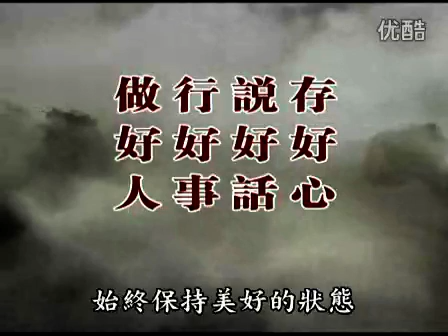 优酷
存好心
説好話
行好事
做好人
始終保持美好的狀態